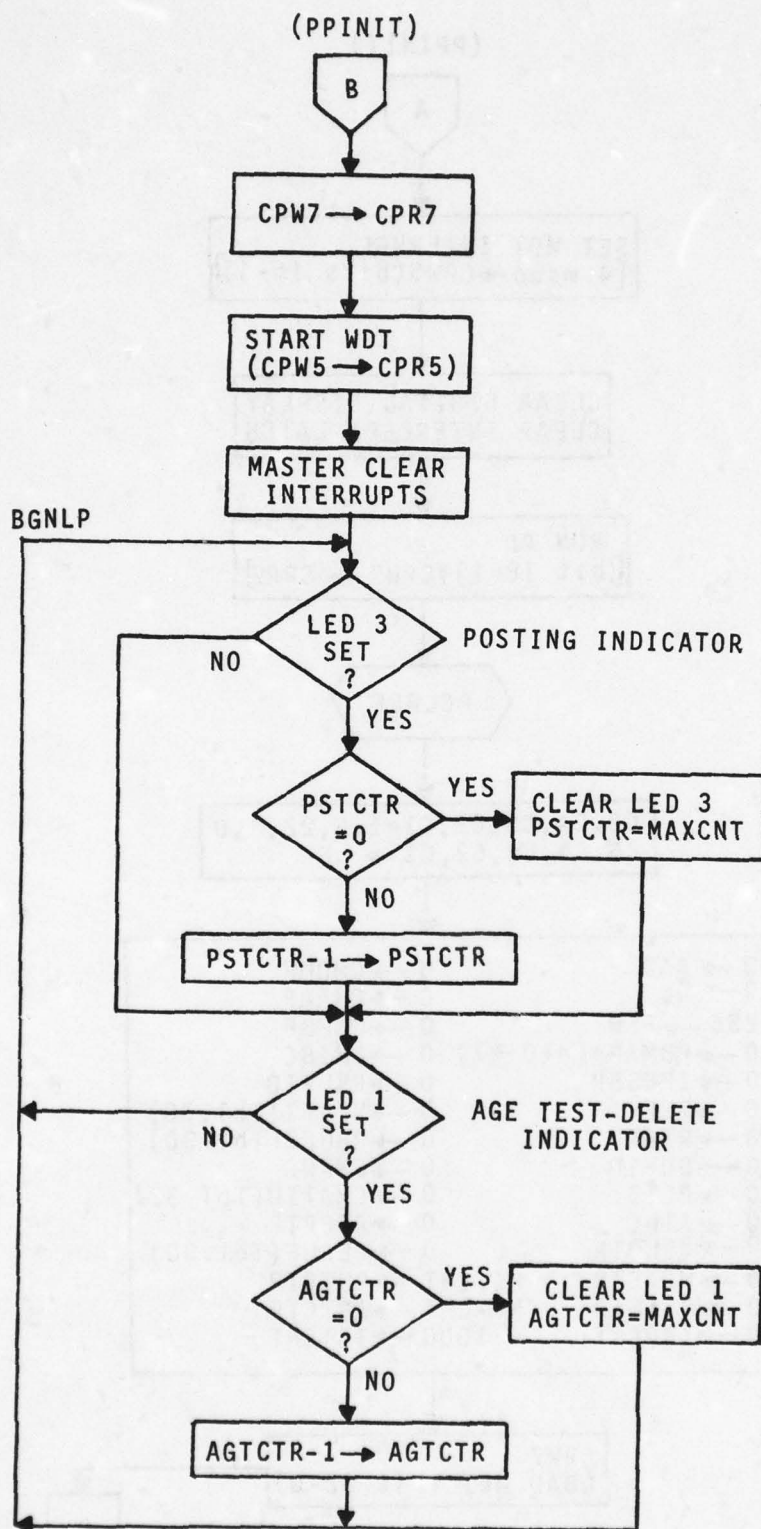 (PPINIT)
B
CPW7→CPR7
START WDT
(CPW5→CPR5)
MASTER CLEAR
INTERRUPTS
BGNLP
LED 3
SET
?
POSTING INDICATOR
NO
YES
PSTCTR
=0
?
YES
CLEAR LED 3
PSTCTR=MAXCNT
NO
PSTCTR-1→PSTCTR
LED 1
SET
?
AGE TEST-DELETE
INDICATOR
NO
YES
AGTCTR
=0
?
YES
CLEAR LED 1
AGTCTR=MAXCNT
NO
AGTCTR-1→AGTCTR